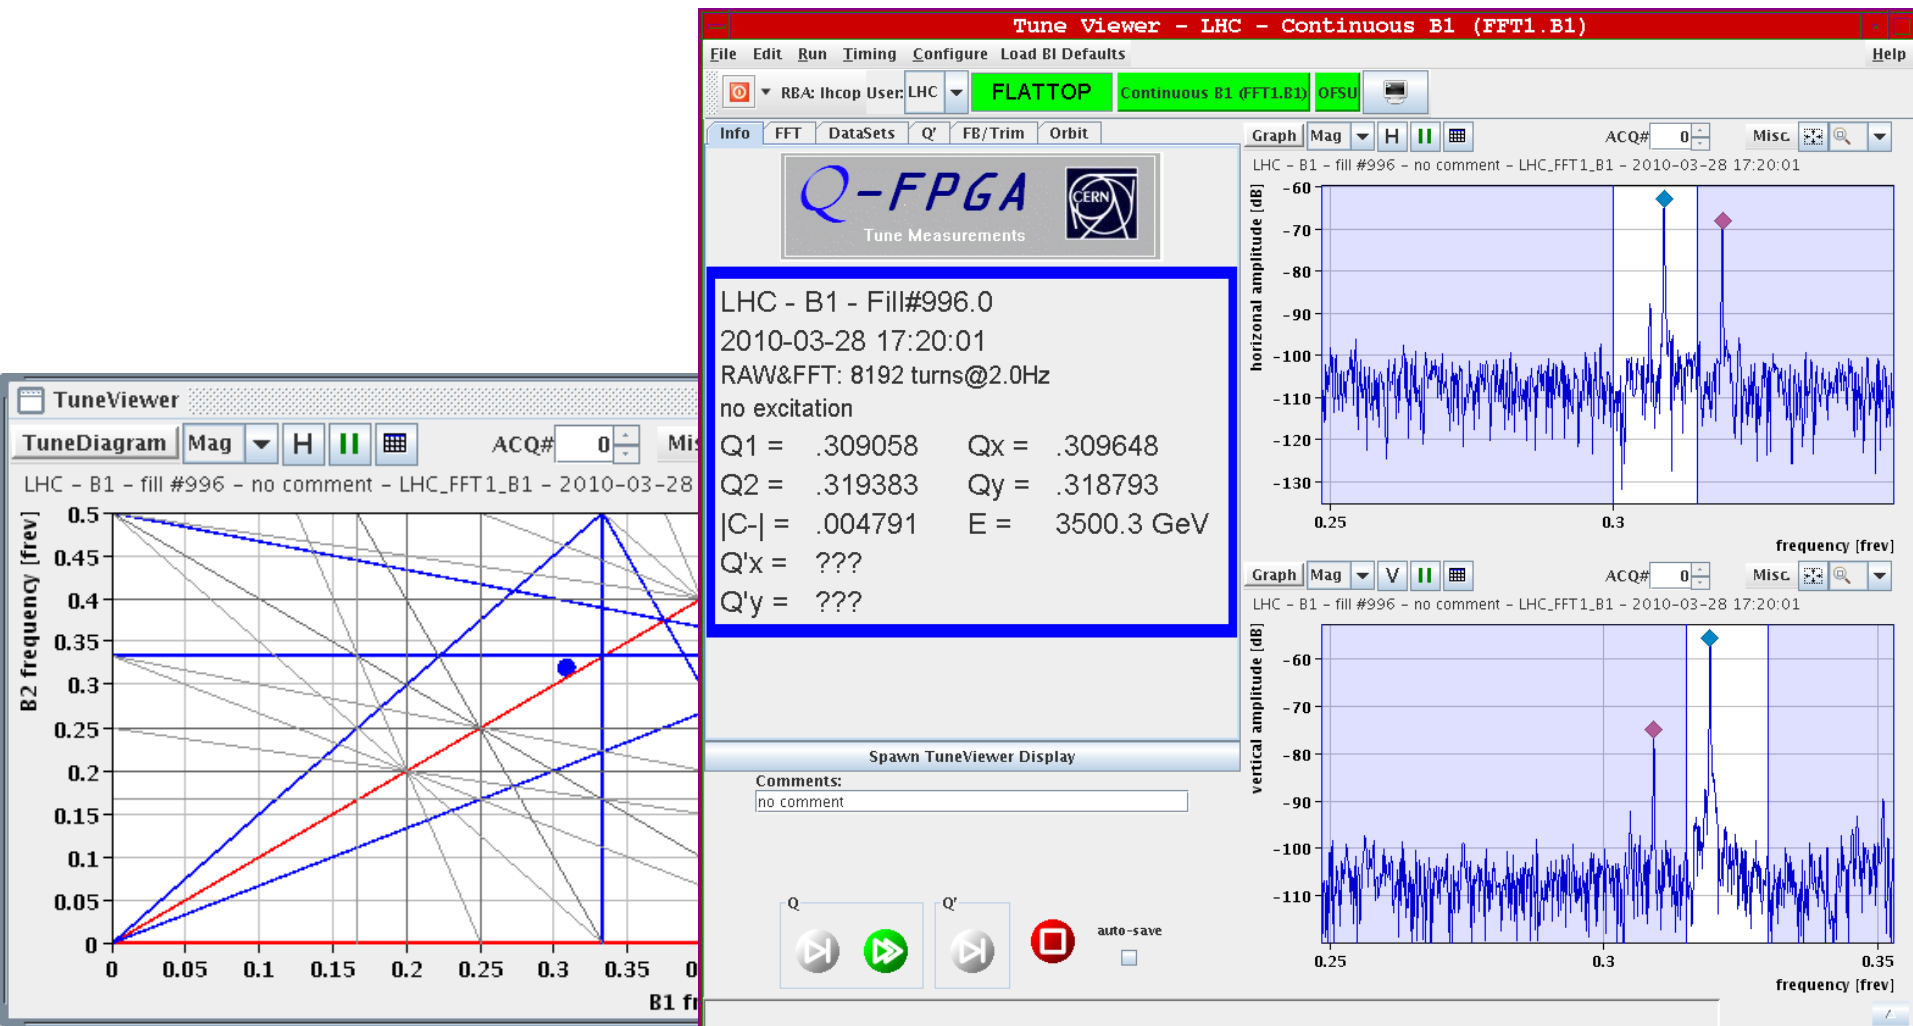 Tune Viewer - LHC - Continuous B1 (FFT1.B1)
File Edit Run Timing Configure Load BI Defaults Help
RBA: lhcop User: LHC FLATTOP Continuous B1 (FFT1.B1) OFSU
Info FFT DataSets Q' FB/Trim Orbit
Q-FPGA
Tune Measurements
CERN
LHC - B1 - Fill#996.0
2010-03-28 17:20:01
RAW&FFT: 8192 turns@2.0Hz
no excitation
Q1 = .309058 Qx = .309648
Q2 = .319383 Qy = .318793
|C-| = .004791 E = 3500.3 GeV
Q'x = ???
Q'y = ???
Spawn TuneViewer Display
Comments:
no comment
Q
Q'
auto-save
Graph Mag H ACQ# 0 Misc.
LHC - B1 - fill #996 - no comment - LHC_FFT1_B1 - 2010-03-28 17:20:01
horizonal amplitude [dB]
-60
-70
-80
-90
-100
-110
-120
-130
0.25 0.3
frequency [frev]
Graph Mag V ACQ# 0 Misc.
LHC - B1 - fill #996 - no comment - LHC_FFT1_B1 - 2010-03-28 17:20:01
vertical amplitude [dB]
-60
-70
-80
-90
-100
-110
0.25 0.3 0.35
frequency [frev]
TuneViewer
TuneDiagram Mag H ACQ# 0 Mis
LHC - B1 - fill #996 - no comment - LHC_FFT1_B1 - 2010-03-28
B2 frequency [frev]
0.5
0.45
0.4
0.35
0.3
0.25
0.2
0.15
0.1
0.05
0
0 0.05 0.1 0.15 0.2 0.25 0.3 0.35 0
B1 fr